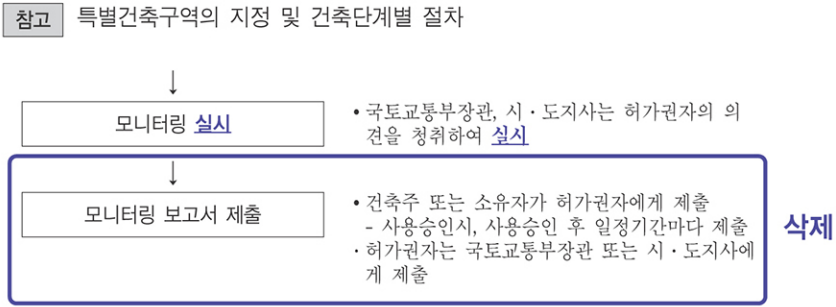 참고 특별건축구역의 지정 및 건축단계별 절차
↓
모니터링 실시
• 국토교통부장관, 시·도지사는 허가권자의 의
견을 청취하여 실시
↓
모니터링 보고서 제출
• 건축주 또는 소유자가 허가권자에게 제출
- 사용승인시, 사용승인 후 일정기간마다 제출
· 허가권자는 국토교통부장관 또는 시·도지사에
게 제출
삭제